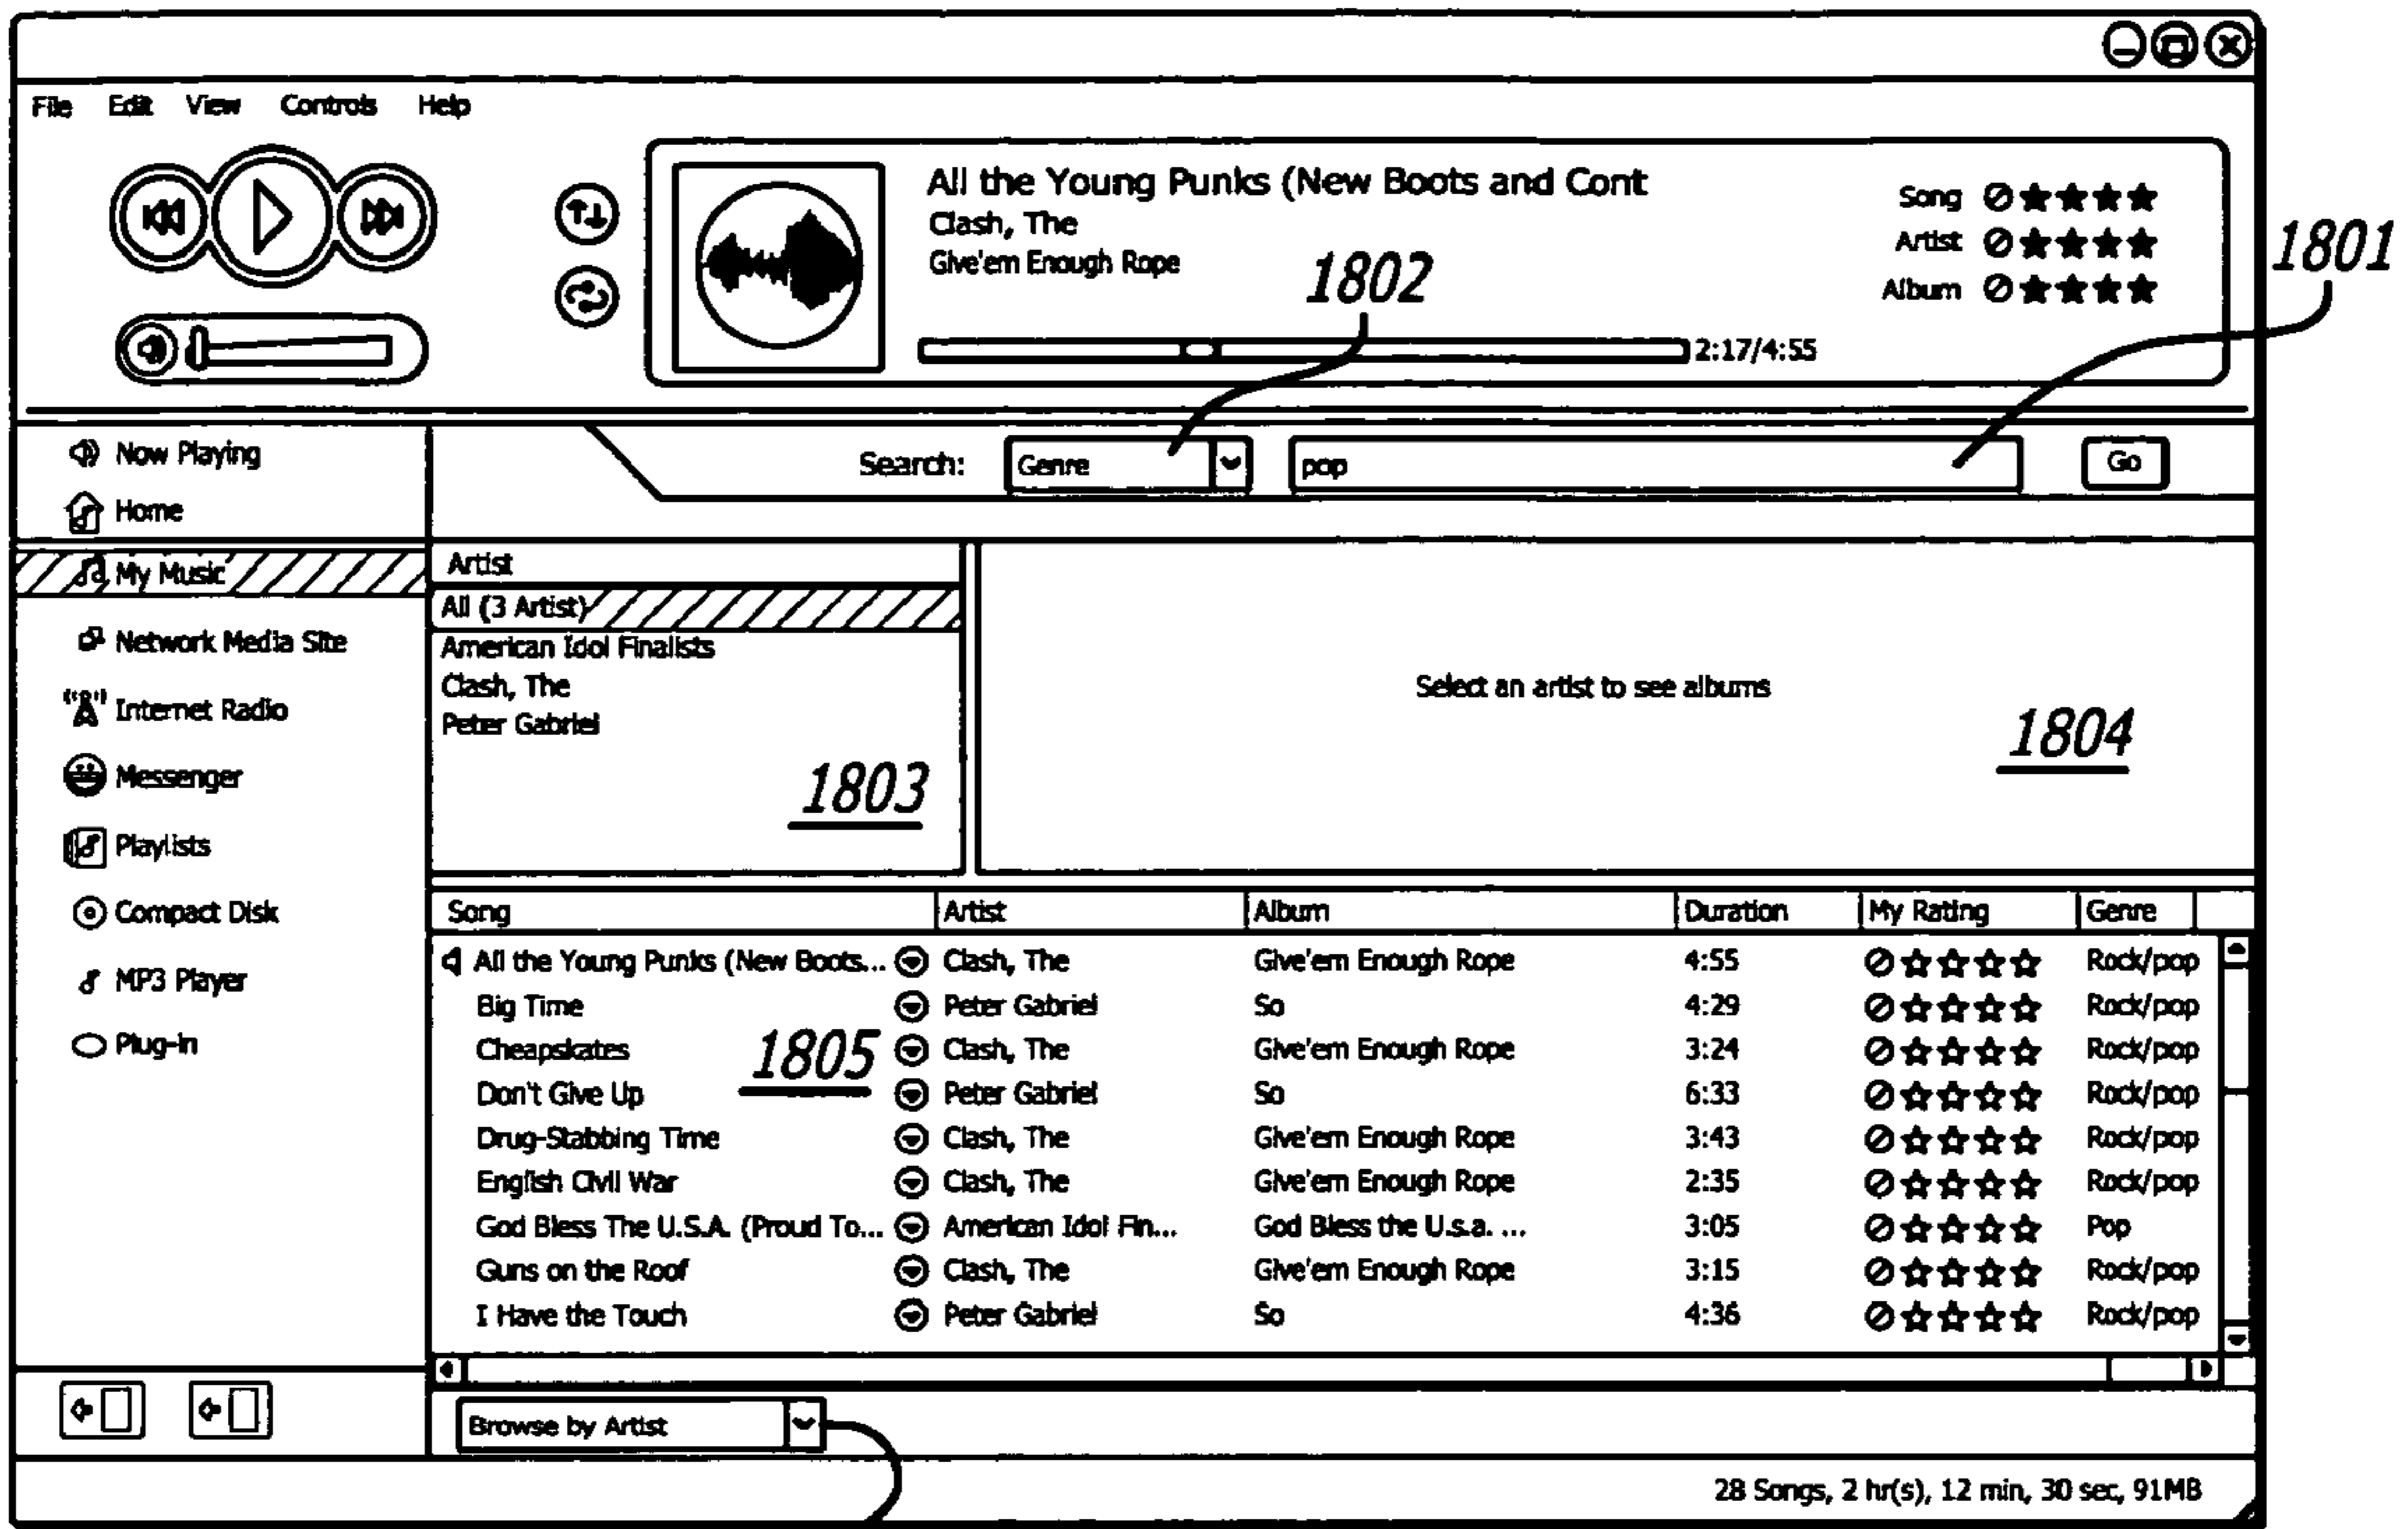 File Edit View Controls Help
All the Young Punks (New Boots and Cont
Clash, The
Give'em Enough Rope
Song
Artist
Album
1801
1802
2:17/4:55
Now Playing
Home
My Music
Network Media Site
Internet Radio
Messenger
Playlists
Compact Disk
MP3 Player
Plug-in
Search: Genre pop Go
Artist
All (3 Artist)
American Idol Finalists
Clash, The
Peter Gabriel
1803
Select an artist to see albums
1804
Song Artist Album Duration My Rating Genre
All the Young Punks (New Boots... Clash, The Give'em Enough Rope 4:55 Rock/pop
Big Time Peter Gabriel So 4:29 Rock/pop
Cheapskates Clash, The Give'em Enough Rope 3:24 Rock/pop
1805
Don't Give Up Peter Gabriel So 6:33 Rock/pop
Drug-Stabbing Time Clash, The Give'em Enough Rope 3:43 Rock/pop
English Civil War Clash, The Give'em Enough Rope 2:35 Rock/pop
God Bless The U.S.A. (Proud To... American Idol Fin... God Bless the U.s.a. ... 3:05 Pop
Guns on the Roof Clash, The Give'em Enough Rope 3:15 Rock/pop
I Have the Touch Peter Gabriel So 4:36 Rock/pop
Browse by Artist
28 Songs, 2 hr(s), 12 min, 30 sec, 91MB